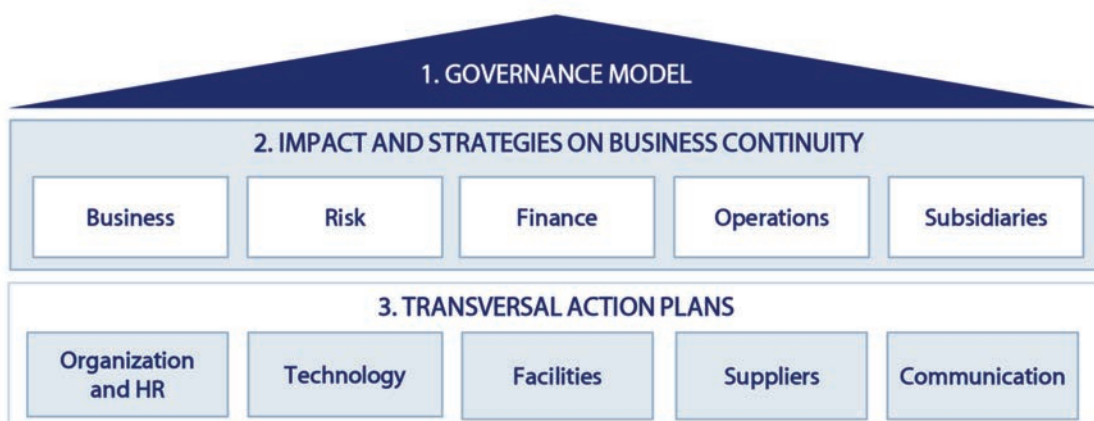 1. GOVERNANCE MODEL
2. IMPACT AND STRATEGIES ON BUSINESS CONTINUITY
Business
Risk
Finance
Operations
Subsidiaries
3. TRANSVERSAL ACTION PLANS
Organization
and HR
Technology
Facilities
Suppliers
Communication